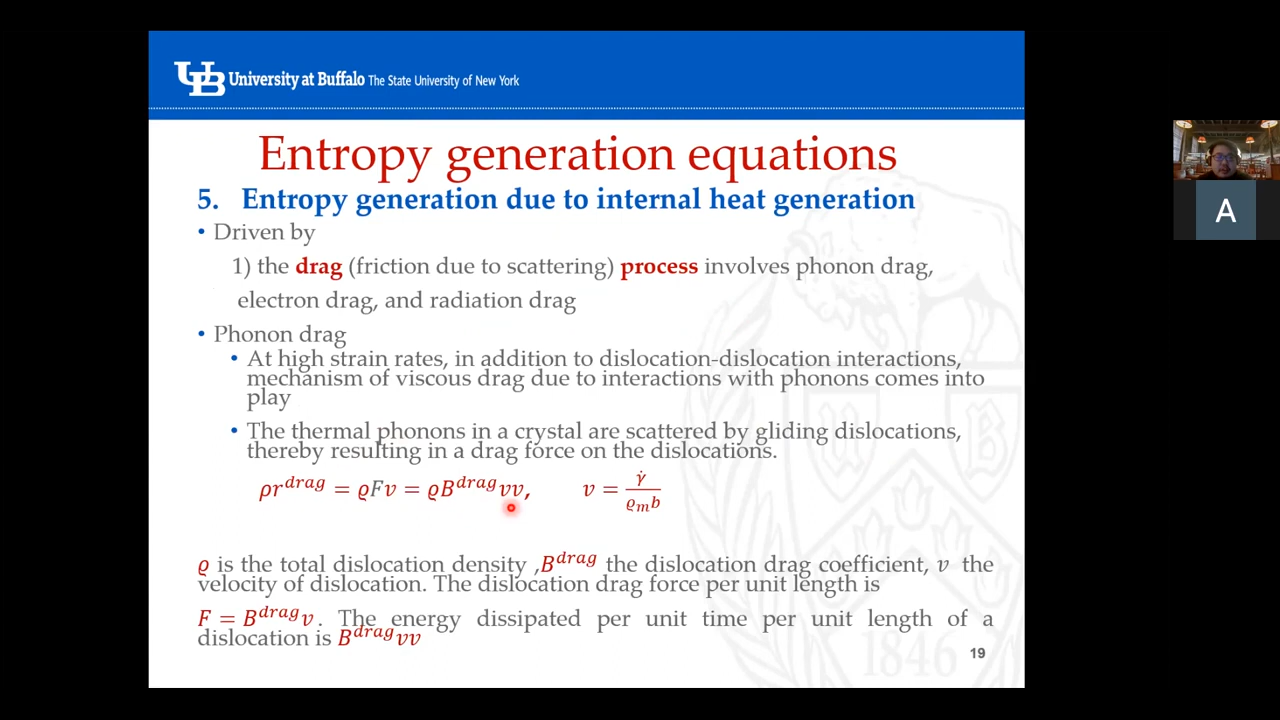 University at Buffalo The State University of New York
Entropy generation equations
5. Entropy generation due to internal heat generation
• Driven by
1) the drag (friction due to scattering) process involves phonon drag,
electron drag, and radiation drag
• Phonon drag
• At high strain rates, in addition to dislocation-dislocation interactions,
mechanism of viscous drag due to interactions with phonons comes into
play
• The thermal phonons in a crystal are scattered by gliding dislocations,
thereby resulting in a drag force on the dislocations.
ρr^{drag} = ϱFv = ϱB^{drag}vv, v = \frac{\dot{γ}}{ϱ_m b}
ϱ is the total dislocation density ,B^{drag} the dislocation drag coefficient, v the
velocity of dislocation. The dislocation drag force per unit length is
F = B^{drag}v . The energy dissipated per unit time per unit length of a
dislocation is B^{drag}vv
19
1846
A